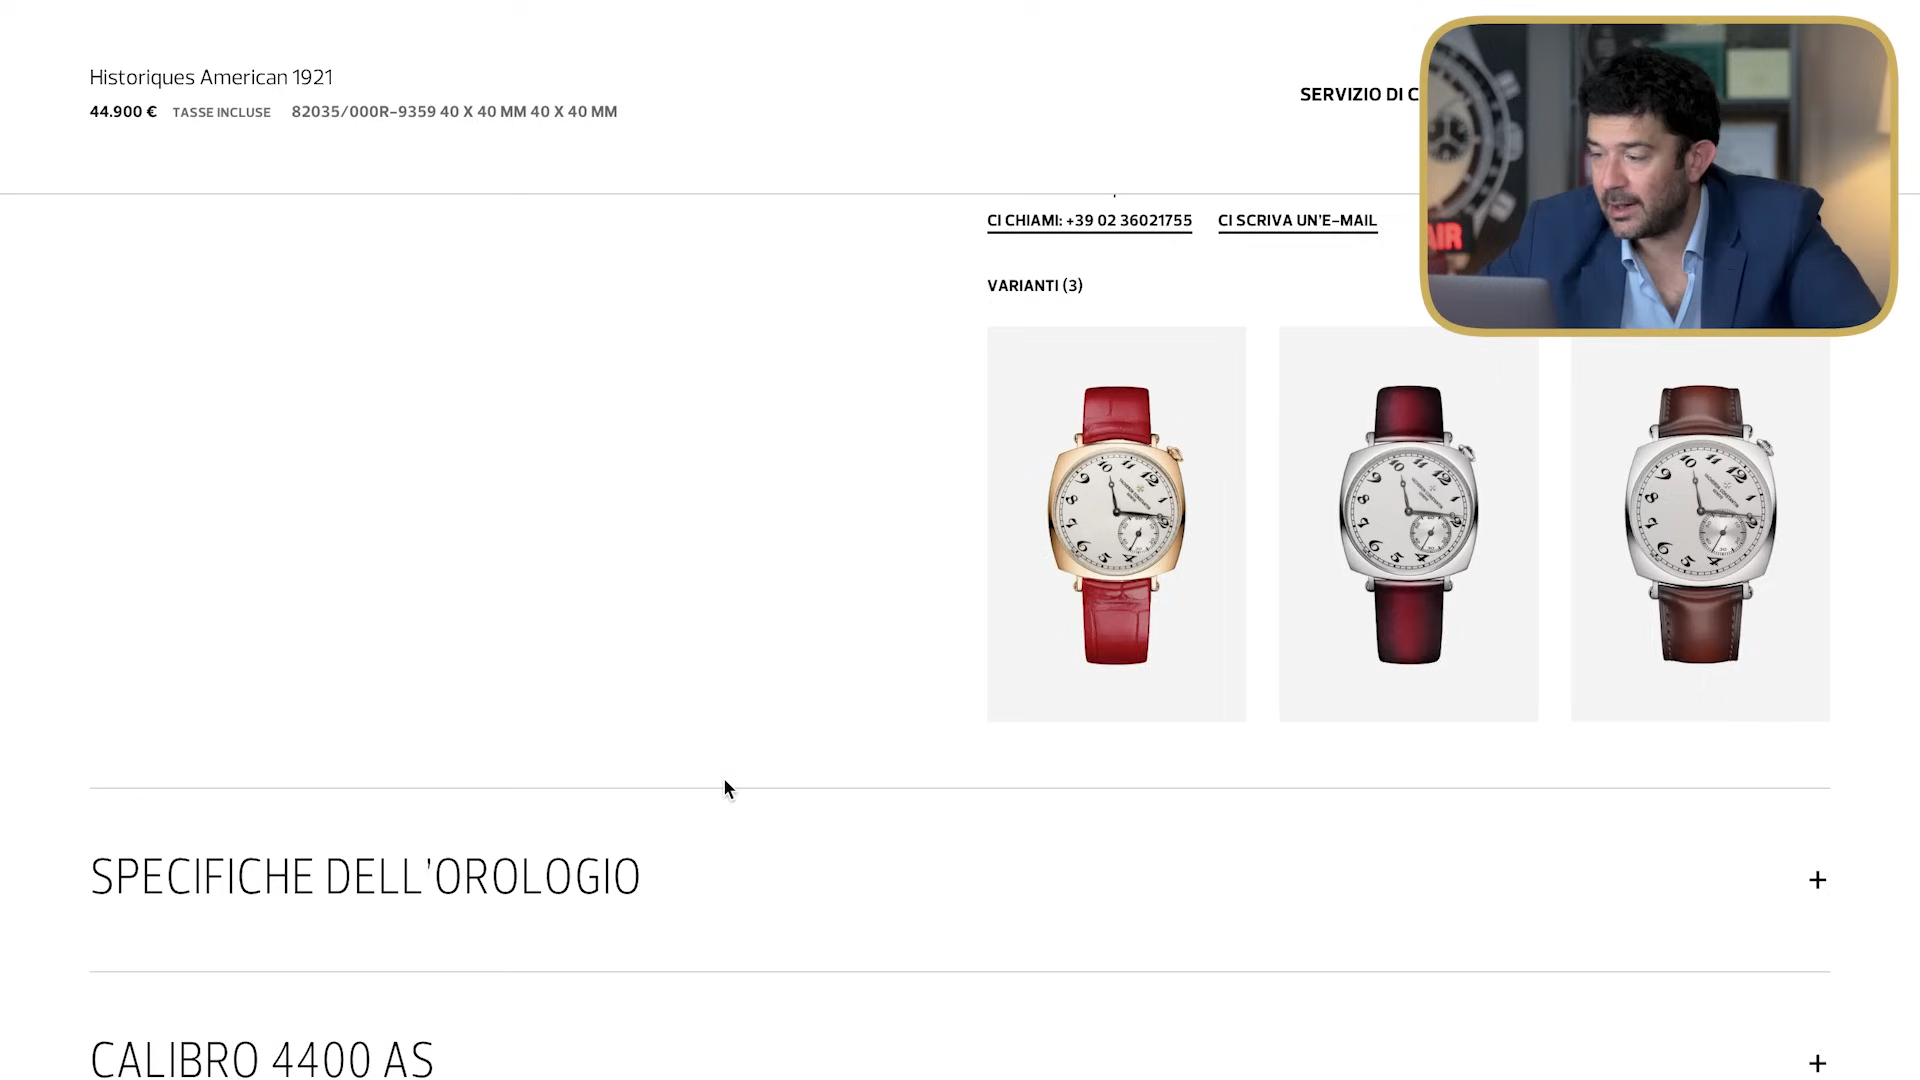 Historiques American 1921
44.900 € TASSE INCLUSE 82035/000R-9359 40 X 40 MM 40 X 40 MM
SERVIZIO DI C
AIR
CI CHIAMI: +39 02 36021755 CI SCRIVA UN'E-MAIL
VARIANTI (3)
SPECIFICHE DELL'OROLOGIO
+
CALIBRO 4400 AS
+